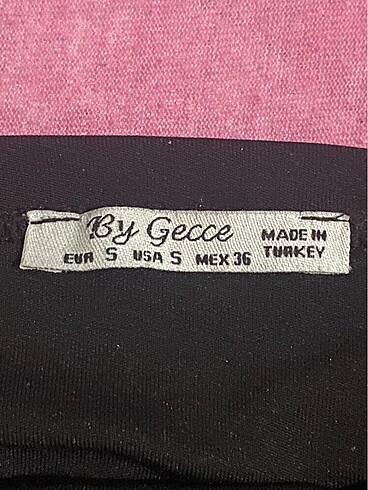 By Gecce
EUR S USA S MEX 36
MADE IN
TURKEY